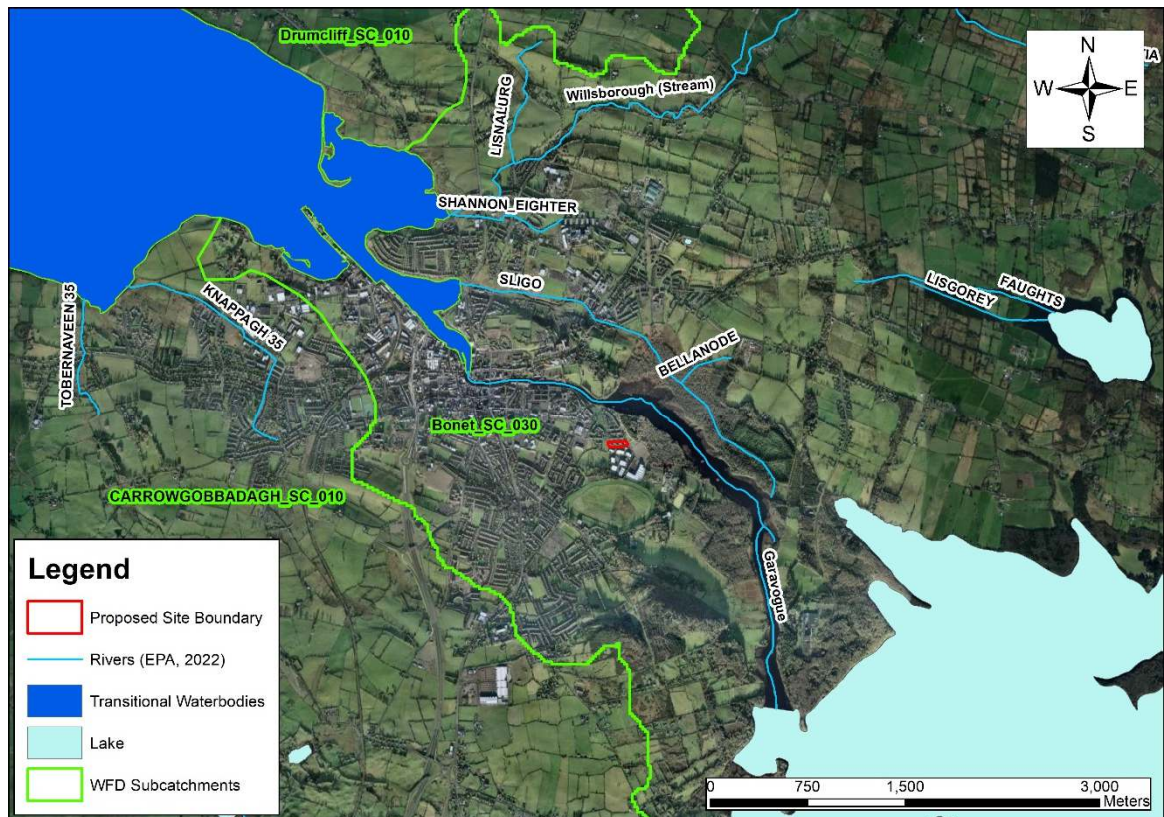 Drumcliff_SC_010
N
W E
S
TIA
LISNALURG
Willsborough (Stream)
SHANNON_EIGHTER
SLIGO
FAUGHTS
LISGOREY
TOBERNAVEEN 35
KNAPPAGH 35
BELLANODE
Bonet_SC_030
CARROWGOBBADAGH_SC_010
Garavogue
Legend
Proposed Site Boundary
Rivers (EPA, 2022)
Transitional Waterbodies
Lake
WFD Subcatchments
0 750 1,500 3,000
Meters